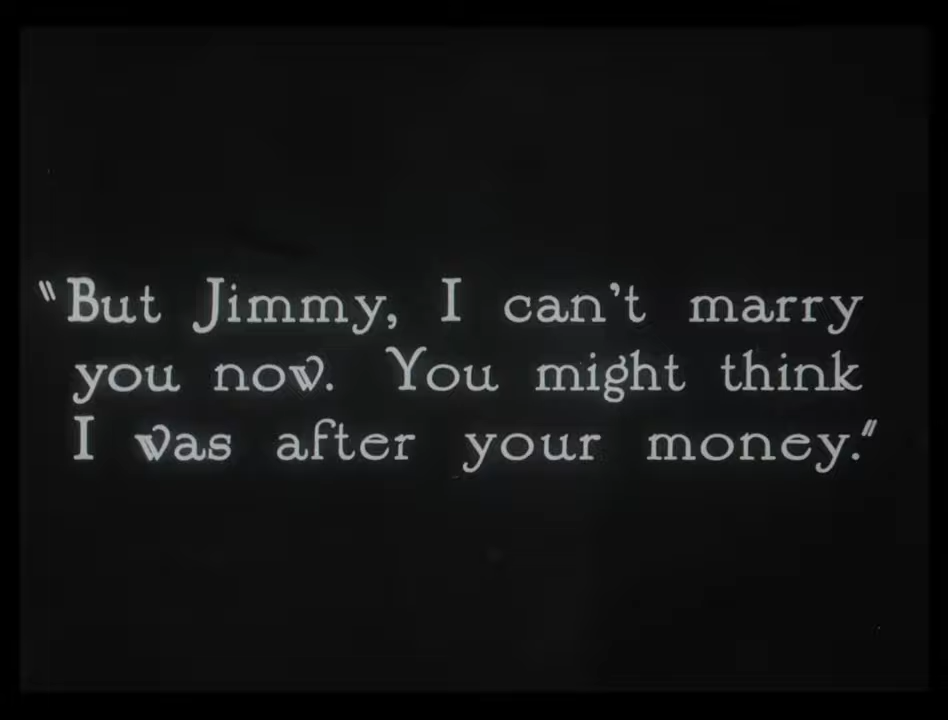 "But Jimmy, I can't marry
you now. You might think
I was after your money."